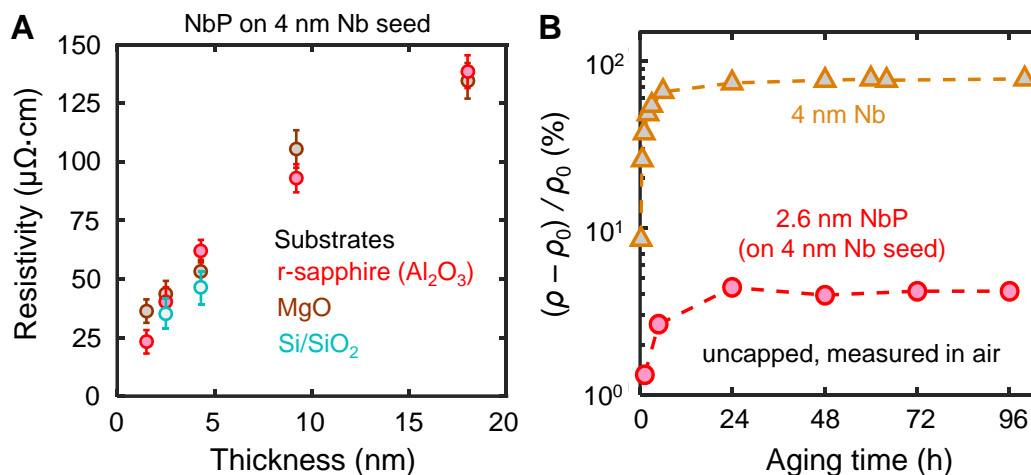 A
NbP on 4 nm Nb seed
150
125
100
75
50
25
0
0
5
10
15
20
Resistivity (μΩ·cm)
Thickness (nm)
Substrates
r-sapphire (Al₂O₃)
MgO
Si/SiO₂
B
10²
10¹
10⁰
0
24
48
72
96
(ρ − ρ₀) / ρ₀ (%)
Aging time (h)
4 nm Nb
2.6 nm NbP
(on 4 nm Nb seed)
uncapped, measured in air